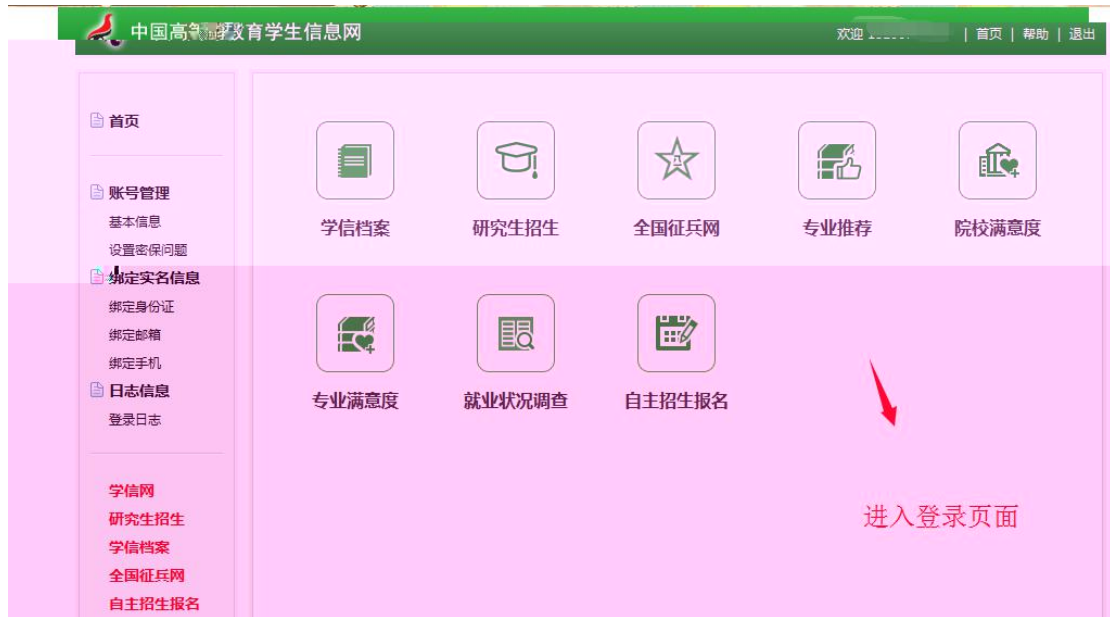 中国高等教育学生信息网
欢迎 | 首页 | 帮助 | 退出
首页
账号管理
基本信息
设置密保问题
绑定实名信息
绑定身份证
绑定邮箱
绑定手机
日志信息
登录日志
学信网
研究生招生
学信档案
全国征兵网
自主招生报名
学信档案 研究生招生 全国征兵网 专业推荐 院校满意度
专业满意度 就业状况调查 自主招生报名
进入登录页面